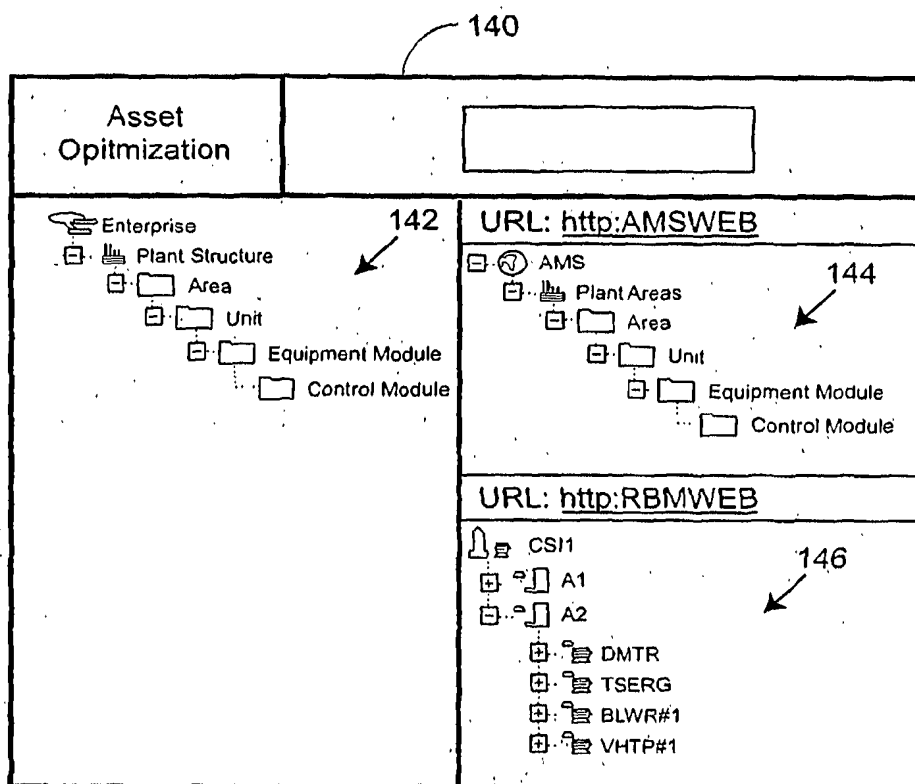 140
Asset
Opitmization
Enterprise
142
Plant Structure
Area
Unit
Equipment Module
Control Module
URL: http:AMSWEB
AMS
144
Plant Areas
Area
Unit
Equipment Module
Control Module
URL: http:RBMWEB
CSI1
146
A1
A2
DMTR
TSERG
BLWR#1
VHTP#1